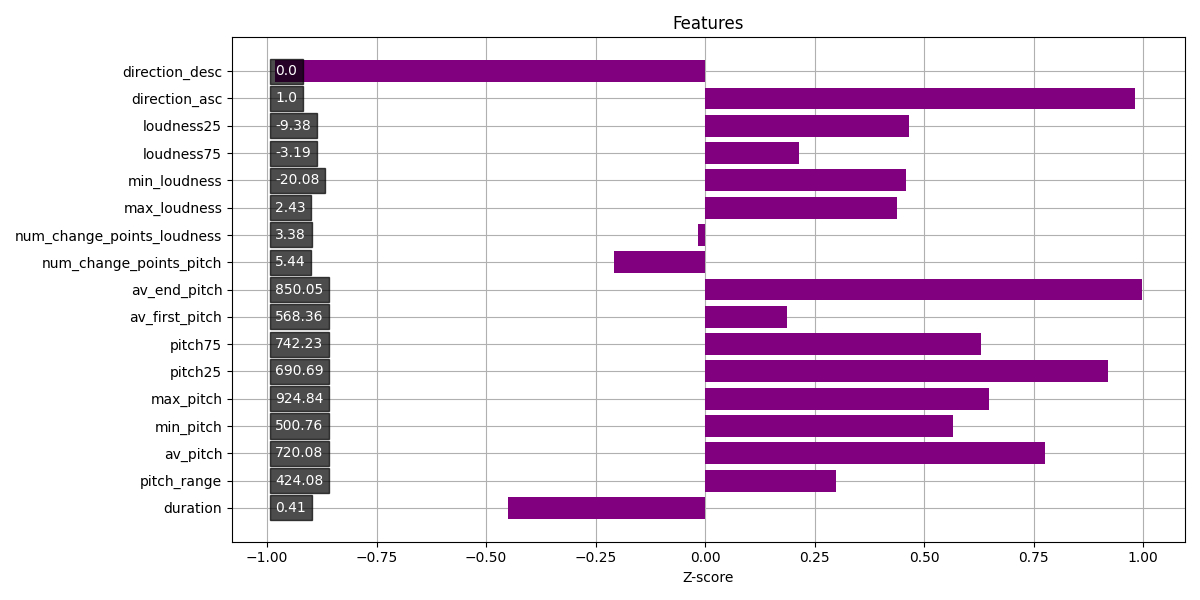 Features
direction_desc 0.0
direction_asc 1.0
loudness25 -9.38
loudness75 -3.19
min_loudness -20.08
max_loudness 2.43
num_change_points_loudness 3.38
num_change_points_pitch 5.44
av_end_pitch 850.05
av_first_pitch 568.36
pitch75 742.23
pitch25 690.69
max_pitch 924.84
min_pitch 500.76
av_pitch 720.08
pitch_range 424.08
duration 0.41
−1.00 −0.75 −0.50 −0.25 0.00 0.25 0.50 0.75 1.00
Z-score